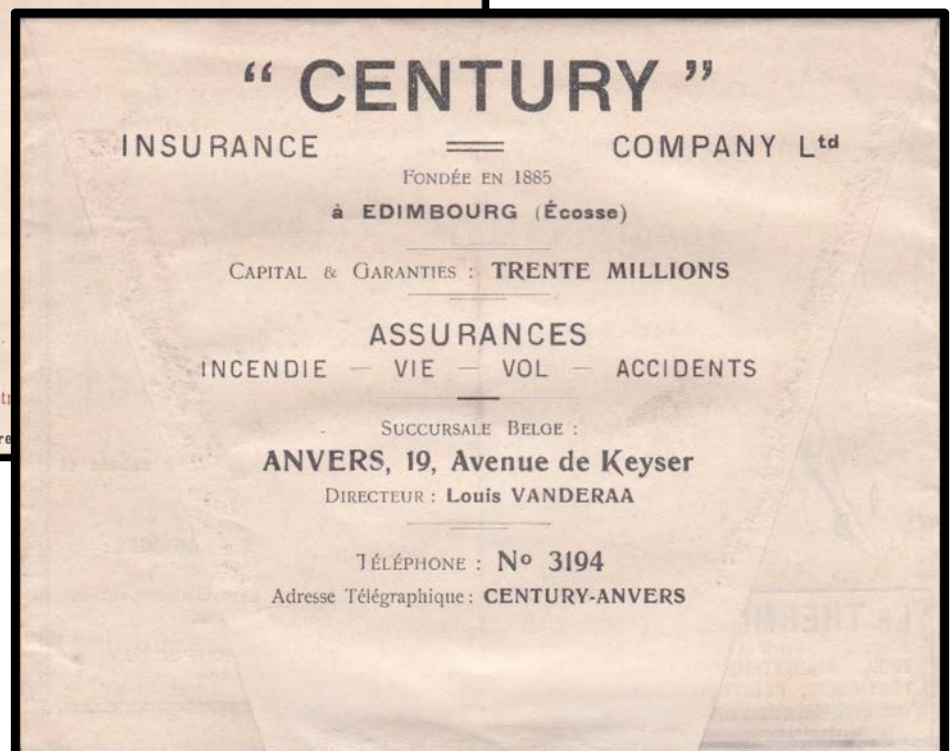 “ CENTURY ”
INSURANCE COMPANY Ltd
FONDÉE EN 1885
à EDIMBOURG (Écosse)
CAPITAL & GARANTIES : TRENTE MILLIONS
ASSURANCES
INCENDIE — VIE — VOL — ACCIDENTS
SUCCURSALE BELGE :
ANVERS, 19, Avenue de Keyser
DIRECTEUR : Louis VANDERAA
TÉLÉPHONE : No 3194
Adresse Télégraphique : CENTURY-ANVERS